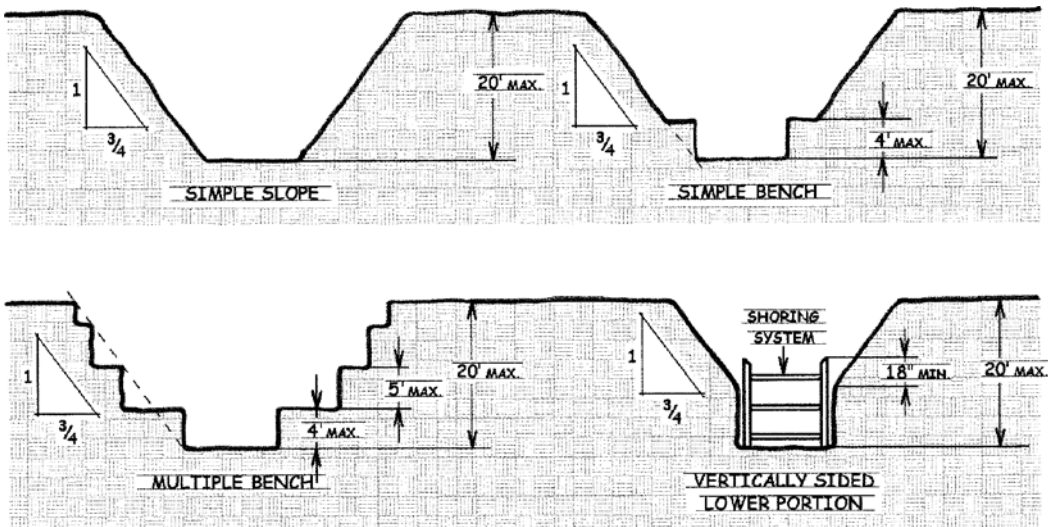 1
3/4
20' MAX.
SIMPLE SLOPE
1
3/4
20' MAX.
4' MAX.
SIMPLE BENCH
1
3/4
20' MAX.
5' MAX.
4' MAX.
MULTIPLE BENCH
SHORING
SYSTEM
1
3/4
18" MIN.
20' MAX.
VERTICALLY SIDED
LOWER PORTION